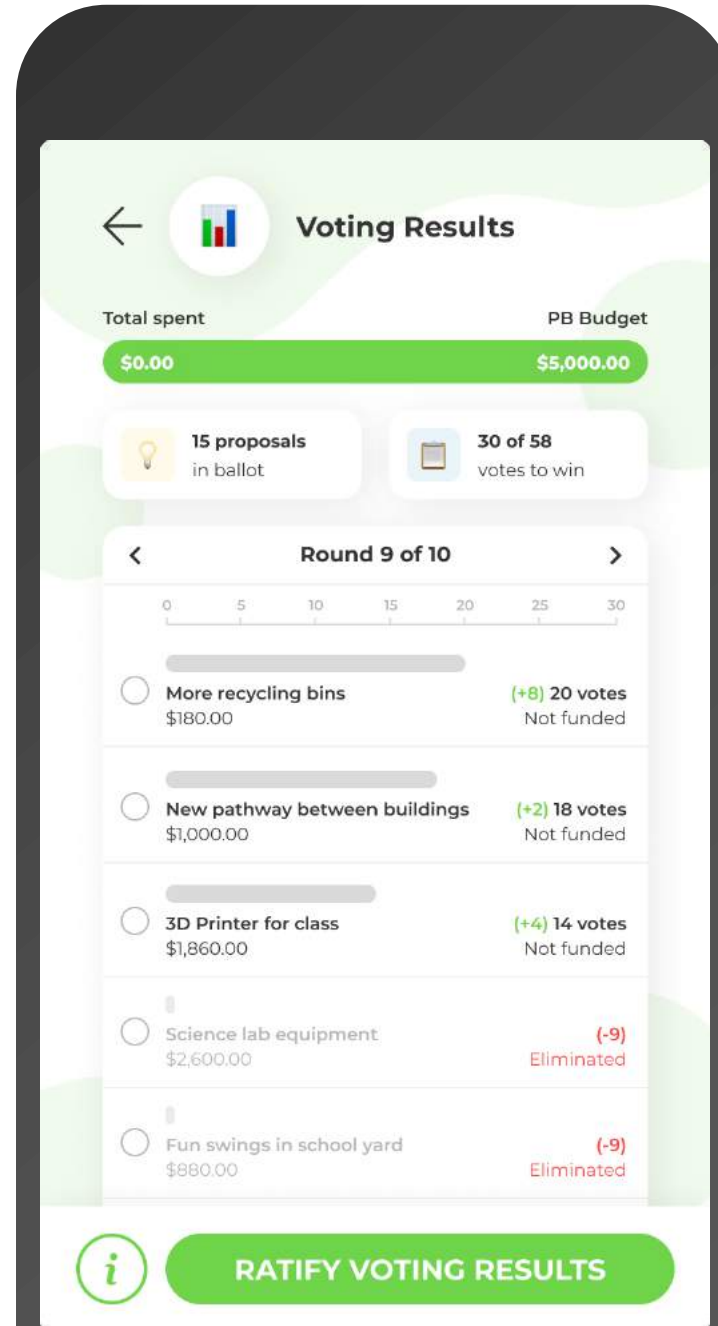 Voting Results
Total spent PB Budget
$0.00 $5,000.00
15 proposals
in ballot
30 of 58
votes to win
< Round 9 of 10 >
0 5 10 15 20 25 30
More recycling bins (+8) 20 votes
$180.00 Not funded
New pathway between buildings (+2) 18 votes
$1,000.00 Not funded
3D Printer for class (+4) 14 votes
$1,860.00 Not funded
Science lab equipment (-9)
$2,600.00 Eliminated
Fun swings in school yard (-9)
$880.00 Eliminated
i RATIFY VOTING RESULTS